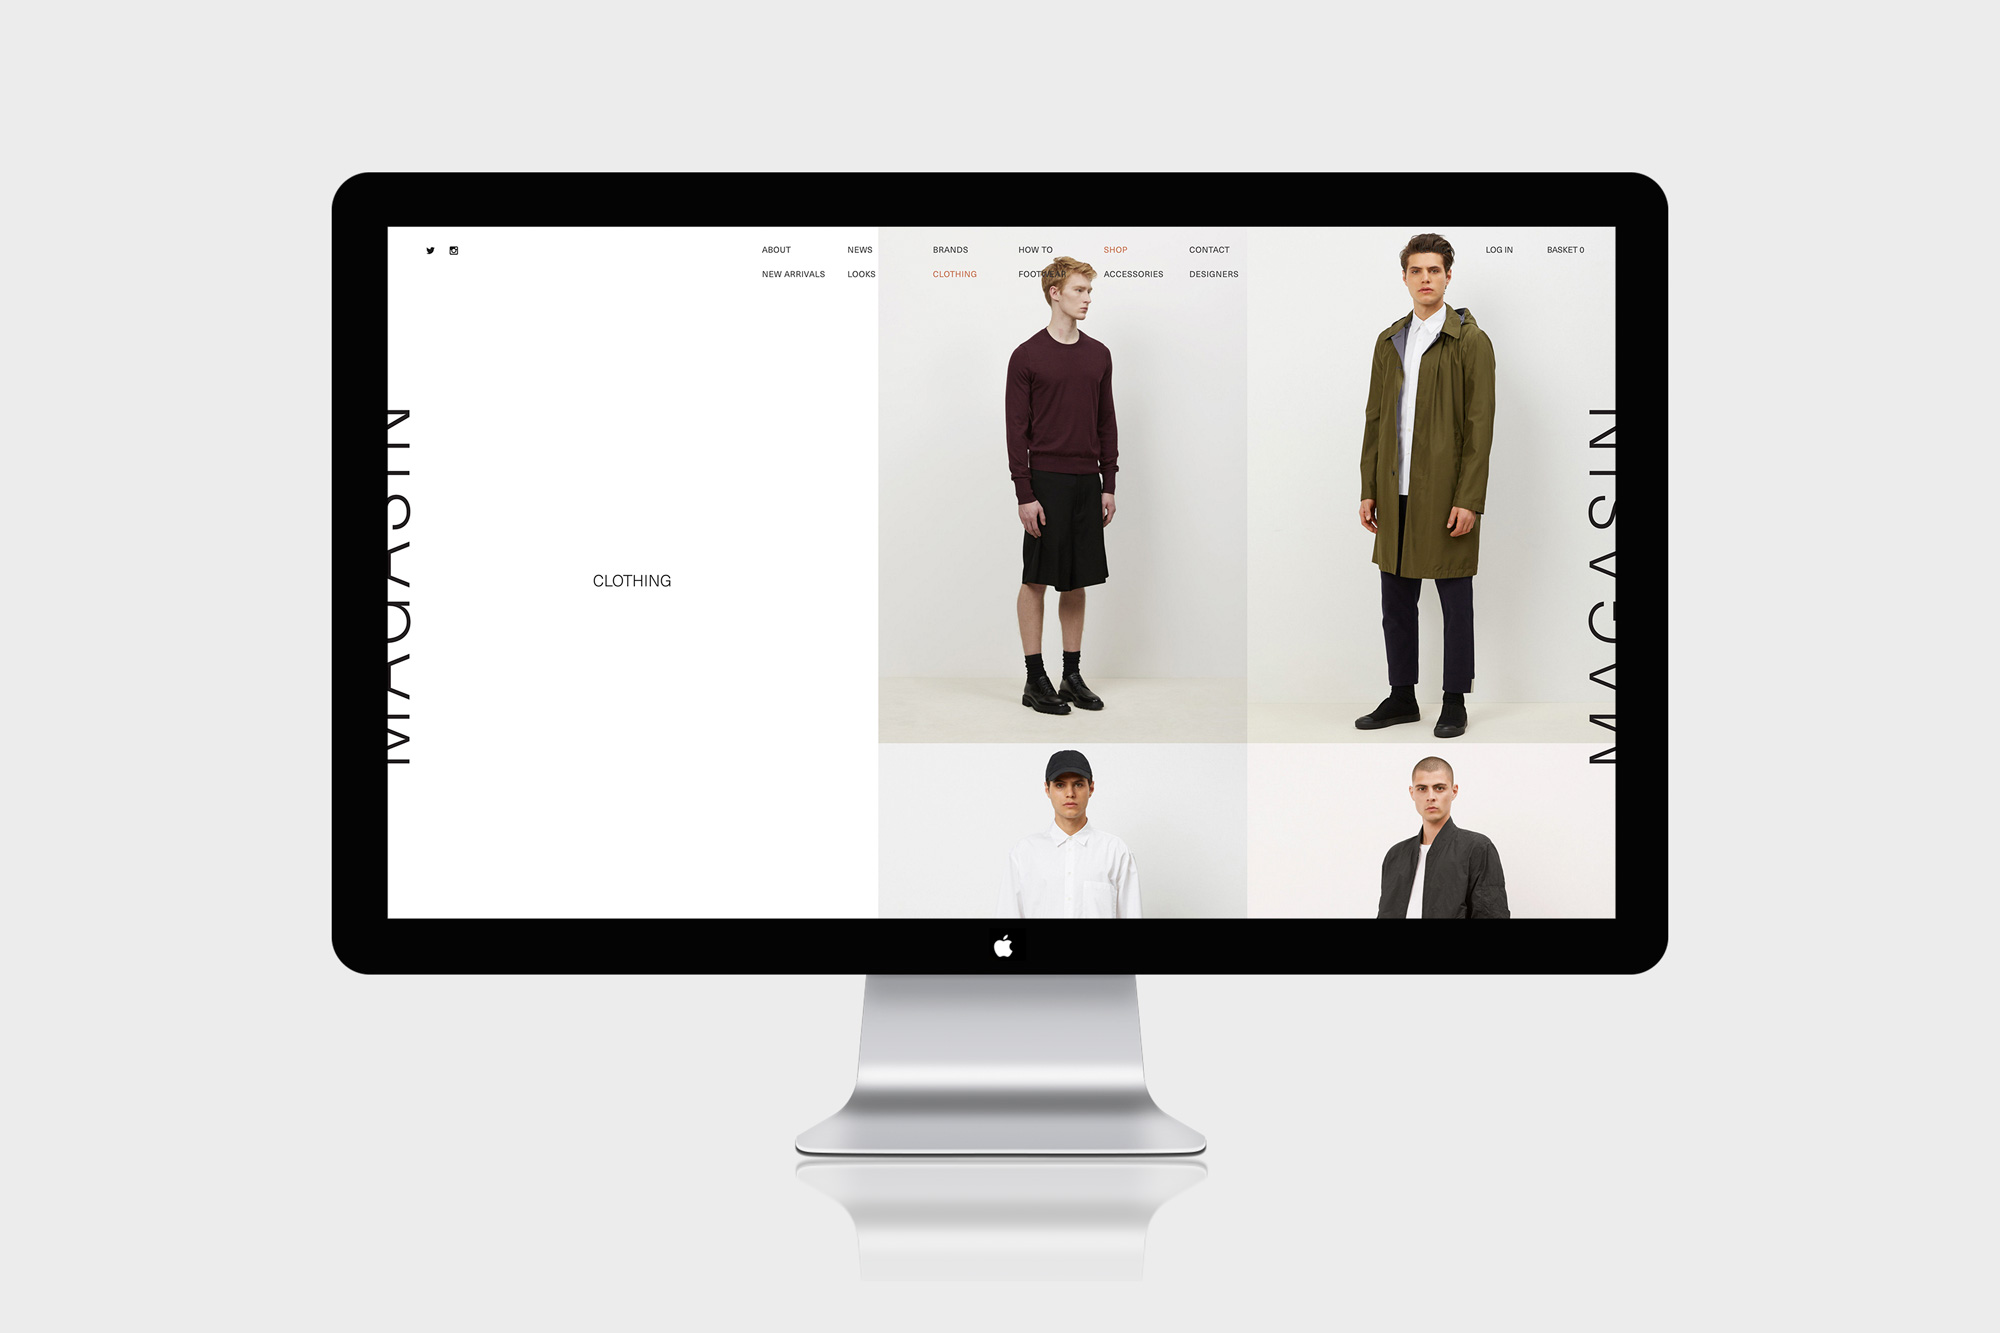 ABOUT NEWS BRANDS HOW TO SHOP CONTACT LOG IN BASKET 0
NEW ARRIVALS LOOKS CLOTHING FOOTWEAR ACCESSORIES DESIGNERS
MAGASIN
CLOTHING
MAGASIN